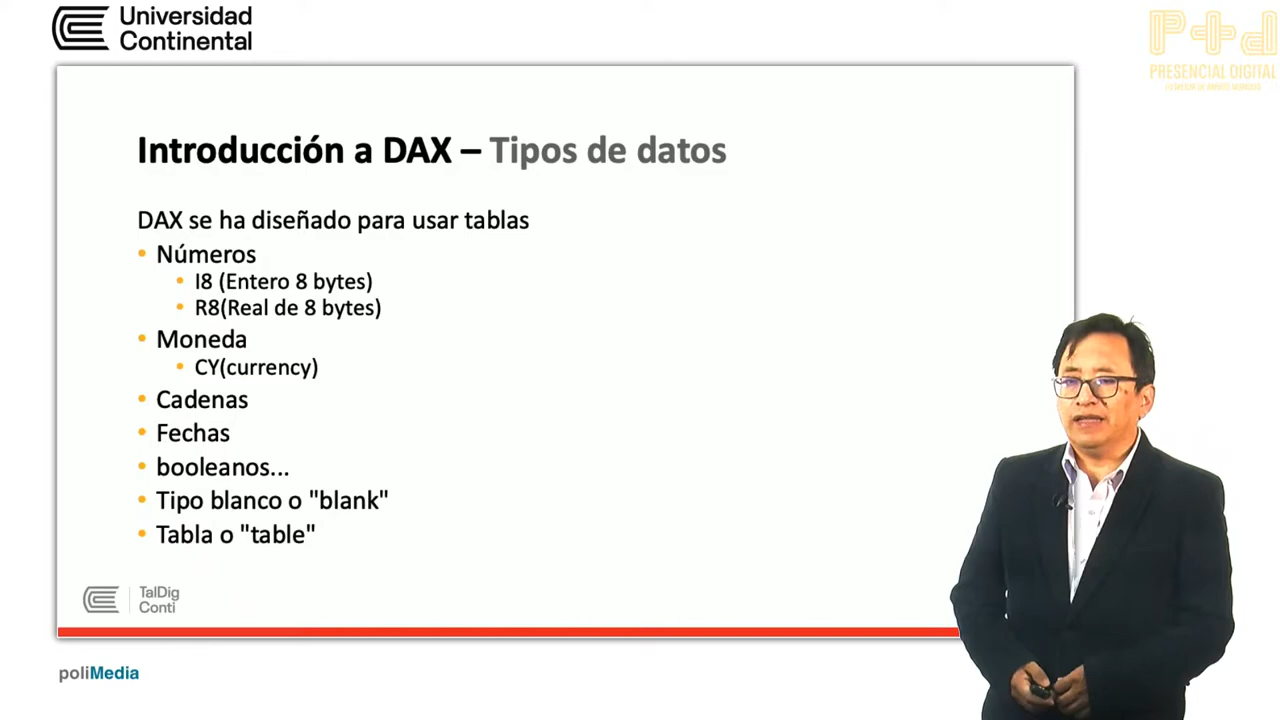 Universidad
Continental
PRESENCIAL DIGITAL
Introducción a DAX – Tipos de datos
DAX se ha diseñado para usar tablas
• Números
• I8 (Entero 8 bytes)
• R8(Real de 8 bytes)
• Moneda
• CY(currency)
• Cadenas
• Fechas
• booleanos...
• Tipo blanco o "blank"
• Tabla o "table"
TalDig
Conti
poliMedia